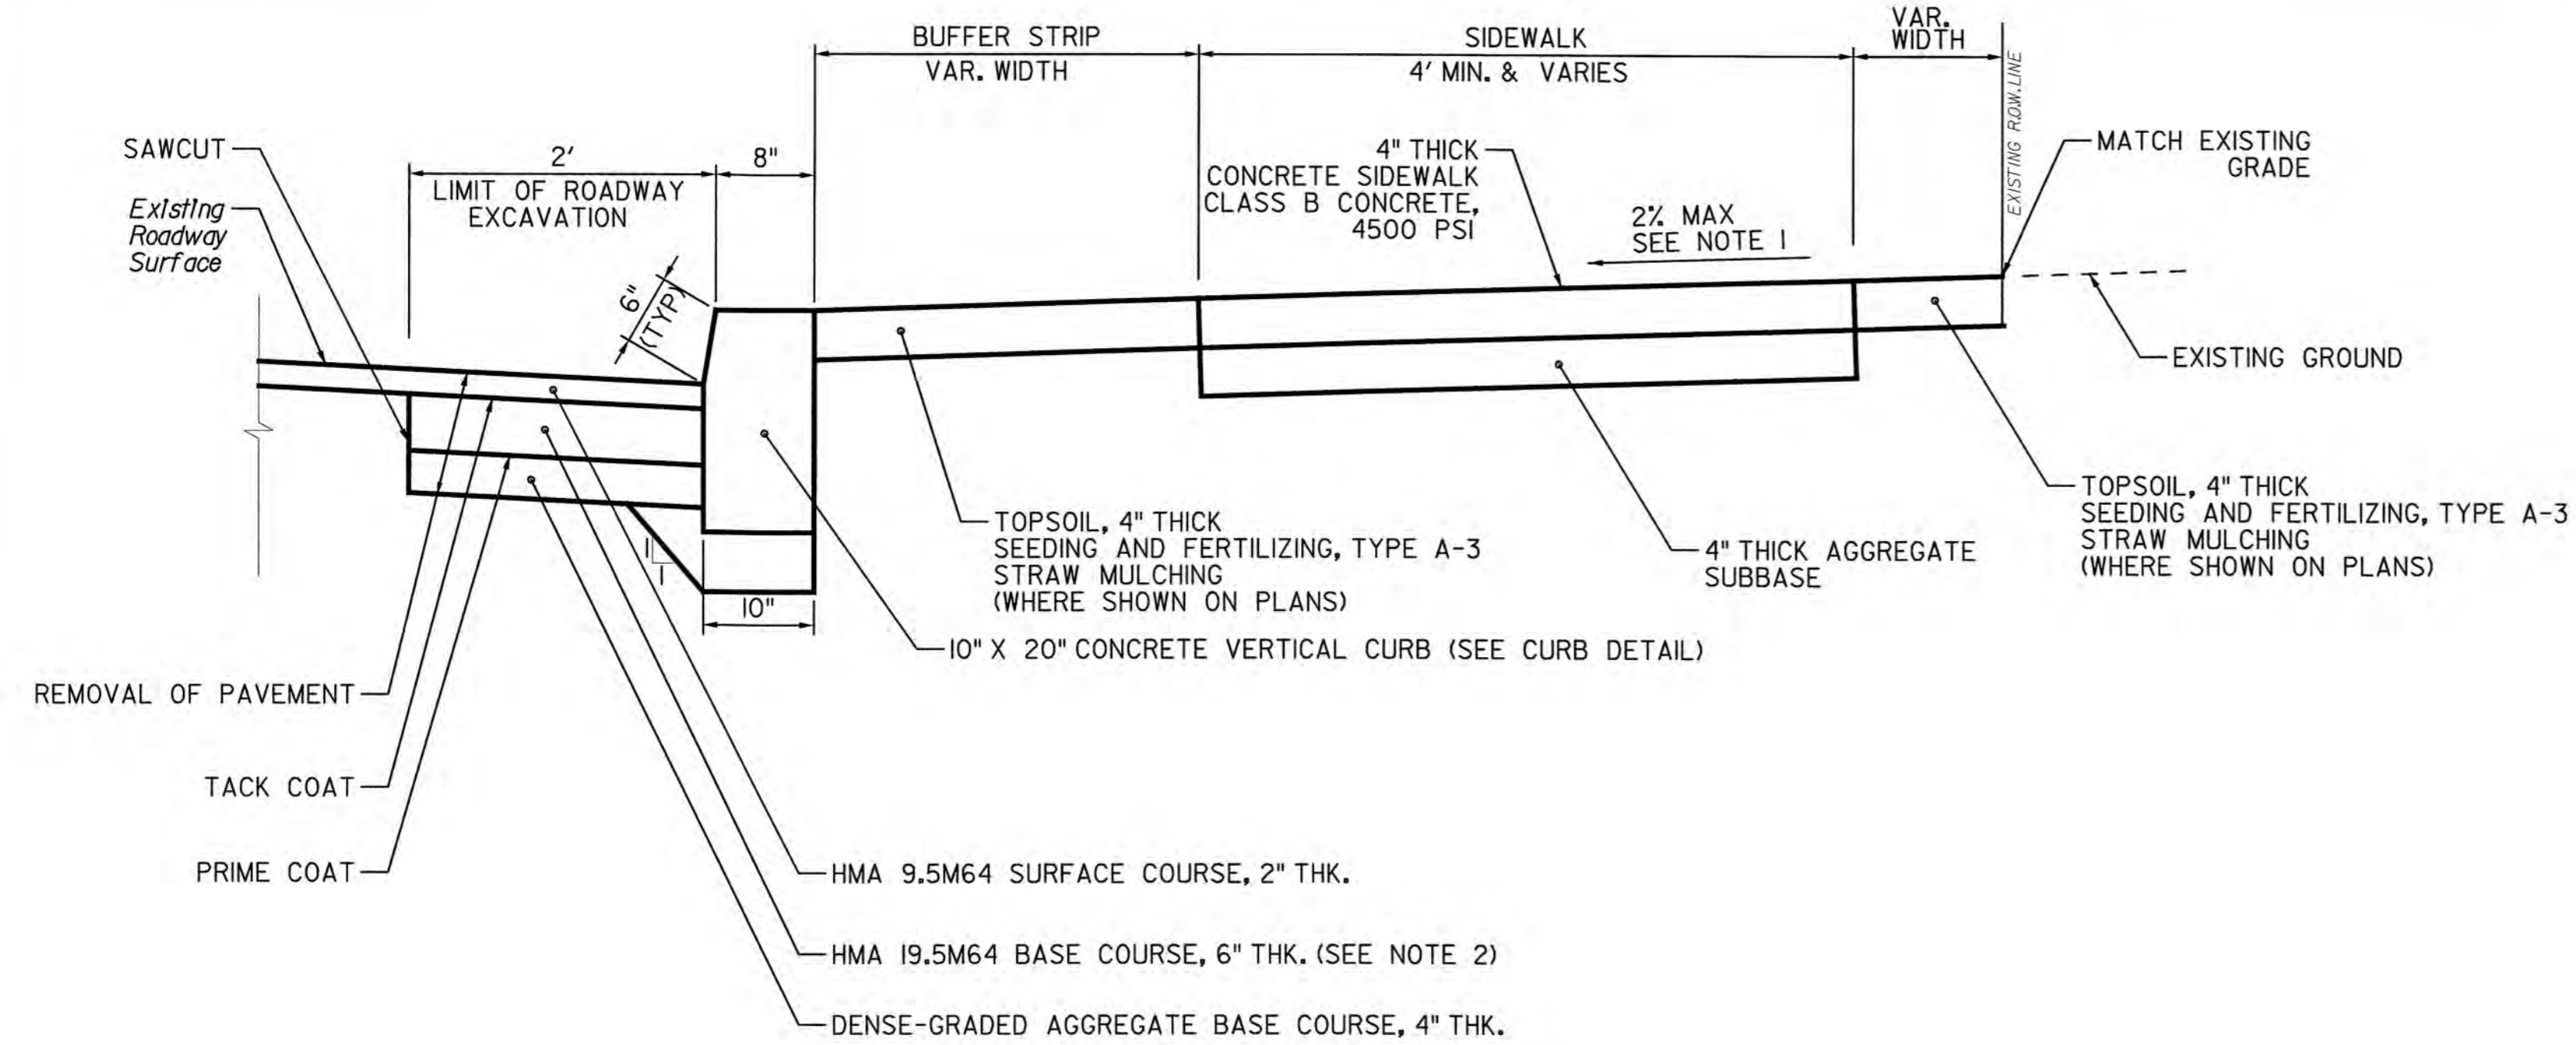 BUFFER STRIP
VAR. WIDTH
SIDEWALK
4' MIN. & VARIES
VAR.
WIDTH
EXISTING R.O.W. LINE
SAWCUT
Existing
Roadway
Surface
2'
LIMIT OF ROADWAY
EXCAVATION
8"
6"
(TYP)
4" THICK
CONCRETE SIDEWALK
CLASS B CONCRETE,
4500 PSI
2% MAX
SEE NOTE 1
MATCH EXISTING
GRADE
EXISTING GROUND
1
1
10"
TOPSOIL, 4" THICK
SEEDING AND FERTILIZING, TYPE A-3
STRAW MULCHING
(WHERE SHOWN ON PLANS)
4" THICK AGGREGATE
SUBBASE
TOPSOIL, 4" THICK
SEEDING AND FERTILIZING, TYPE A-3
STRAW MULCHING
(WHERE SHOWN ON PLANS)
10" X 20" CONCRETE VERTICAL CURB (SEE CURB DETAIL)
REMOVAL OF PAVEMENT
TACK COAT
PRIME COAT
HMA 9.5M64 SURFACE COURSE, 2" THK.
HMA 19.5M64 BASE COURSE, 6" THK. (SEE NOTE 2)
DENSE-GRADED AGGREGATE BASE COURSE, 4" THK.